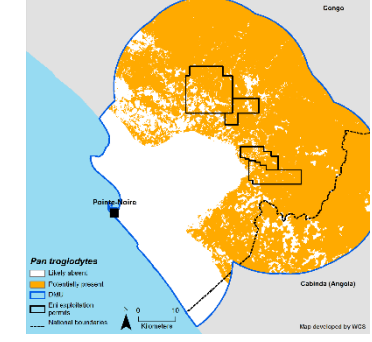 Congo
Pointe-Noire
Pan troglodytes
Likely absent
Potentially present
DMU
Eni exploitation
permits
National boundaries
0 10
Kilometers
Cabinda (Angola)
Map developed by WCS